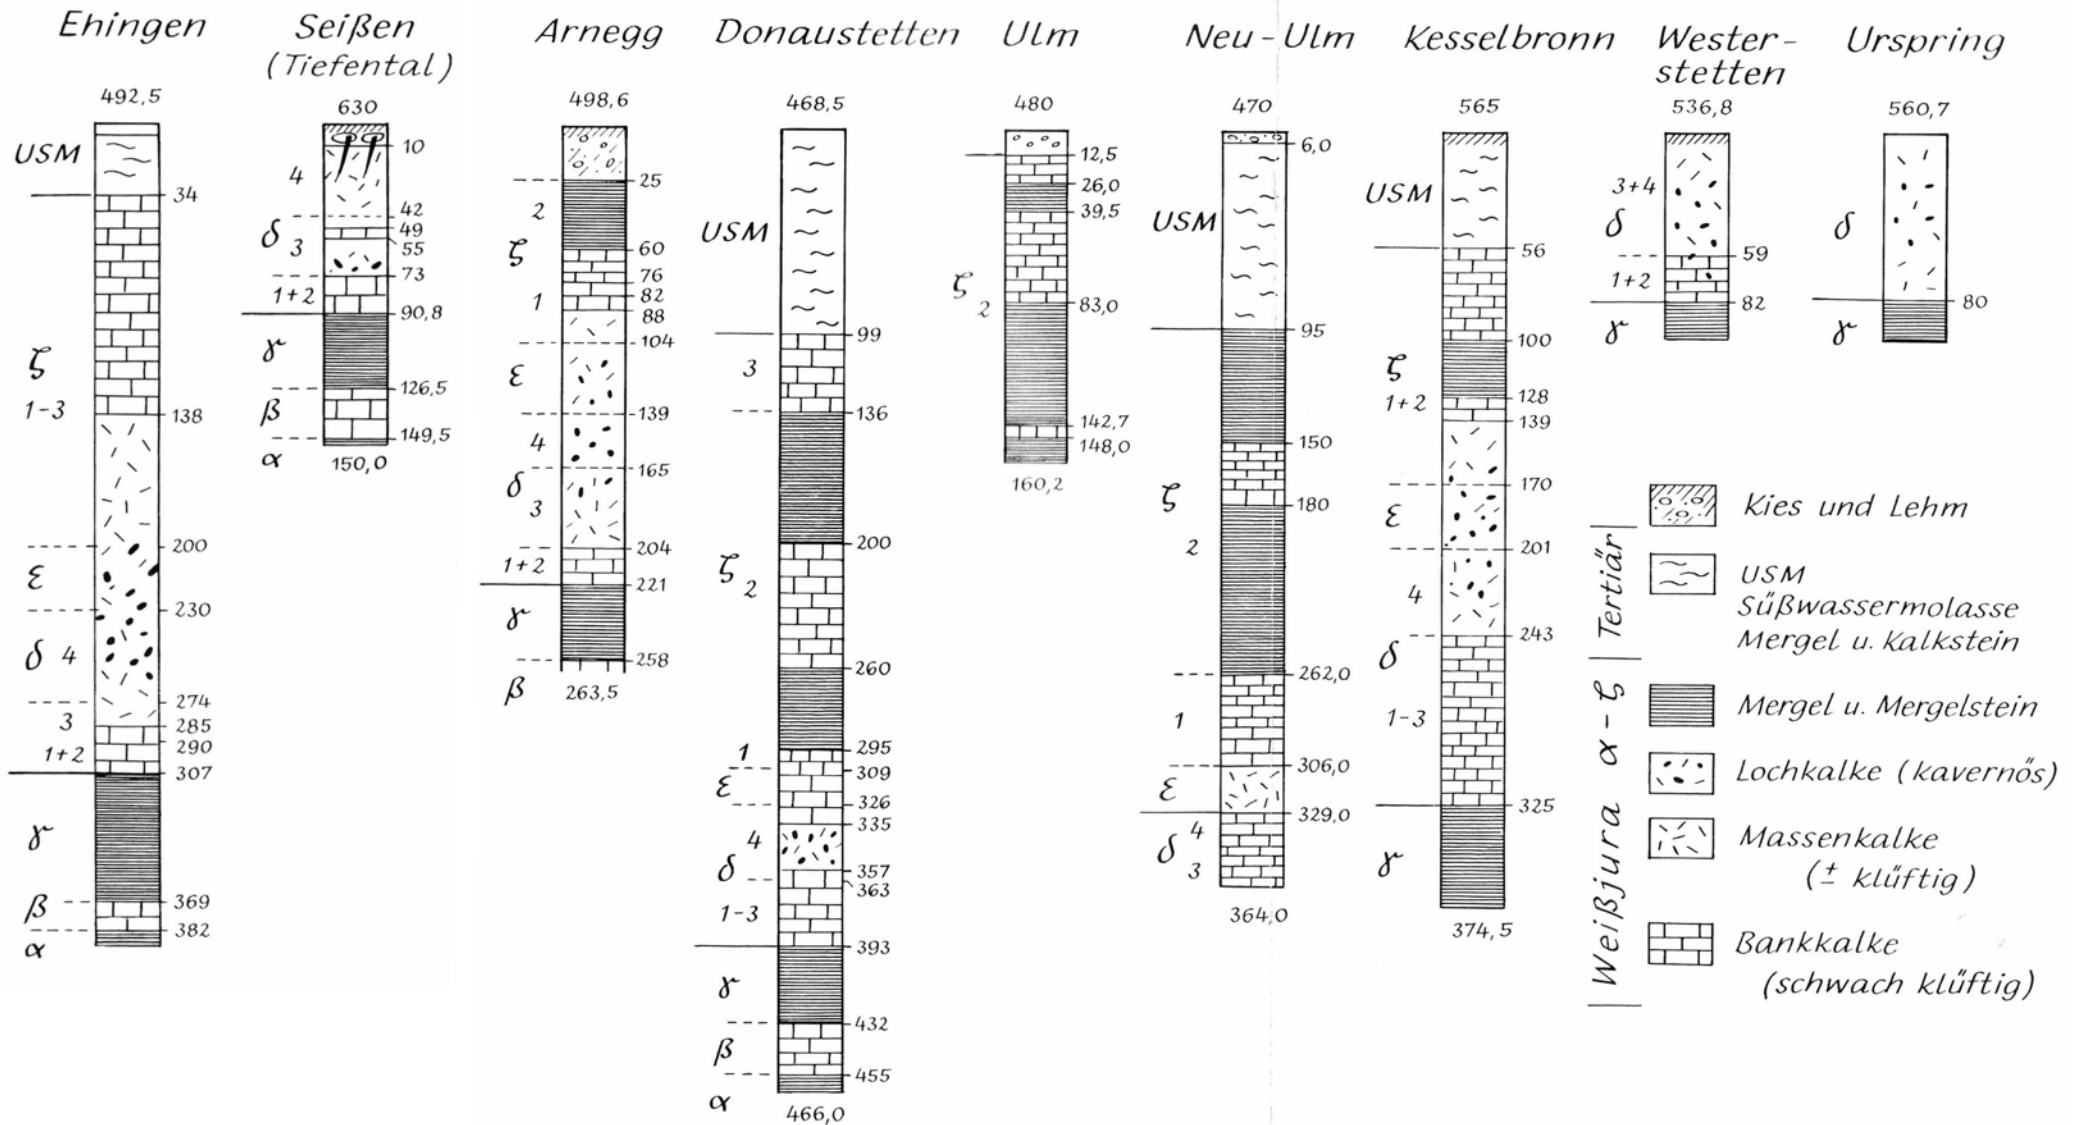 Ehingen
492,5
USM
34
ζ
1-3
138
200
ε
230
δ 4
274
3
285
1+2
290
307
γ
369
β
382
α
Seißen
(Tiefental)
630
10
4
42
δ
49
3
55
73
1+2
90,8
γ
126,5
β
149,5
α
150,0
Arnegg
498,6
25
2
60
ζ
76
82
1
88
104
ε
139
4
165
δ
3
204
1+2
221
γ
258
β
263,5
Donaustetten
468,5
USM
99
3
136
200
ζ 2
260
295
1
309
ε
326
335
4
δ
357
363
1-3
393
γ
432
β
455
α
466,0
Ulm
480
12,5
26,0
39,5
ζ 2
83,0
142,7
148,0
160,2
Neu-Ulm
470
6,0
USM
95
150
ζ
180
2
262,0
1
306,0
ε
329,0
4
δ
3
364,0
Kesselbronn
565
USM
56
100
ζ
1+2
128
139
170
ε
201
4
243
δ
1-3
325
γ
374,5
Wester-
stetten
536,8
3+4
δ
59
1+2
82
γ
Urspring
560,7
δ
80
γ
Kies und Lehm
Tertiär
USM
Süßwassermolasse
Mergel u. Kalkstein
Weißjura α-ζ
Mergel u. Mergelstein
Lochkalke (kavernös)
Massenkalke
(± klüftig)
Bankkalke
(schwach klüftig)